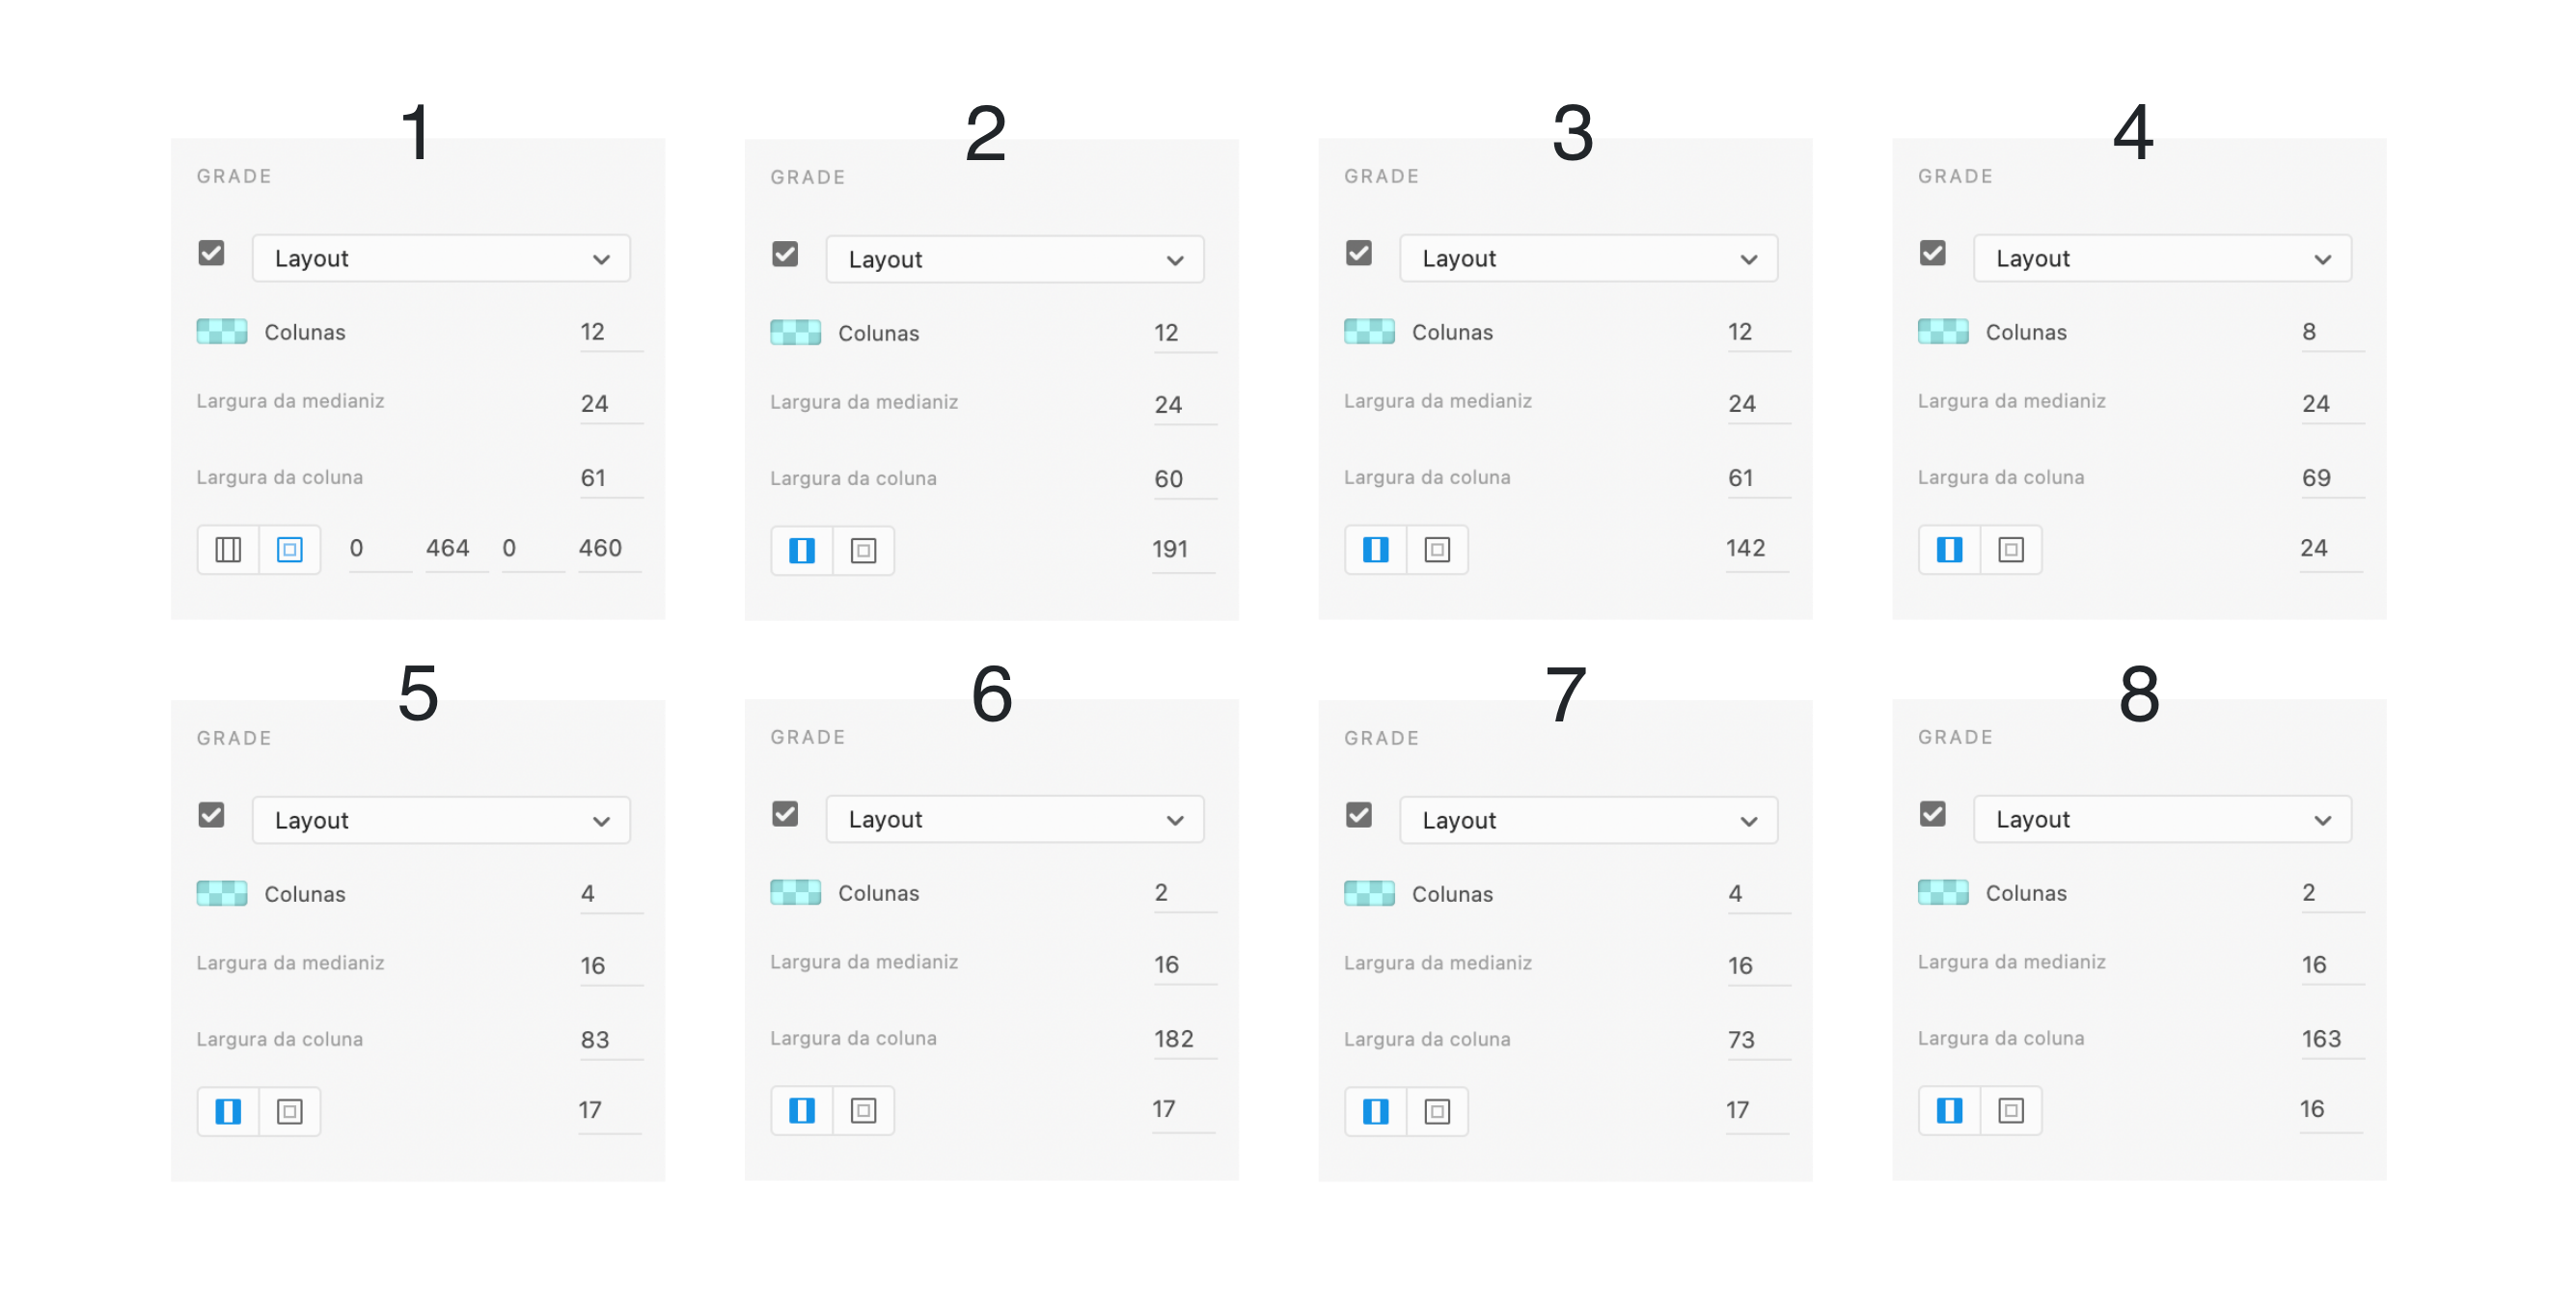 1
GRADE
Layout
Colunas 12
Largura da medianiz 24
Largura da coluna 61
0 464 0 460
2
GRADE
Layout
Colunas 12
Largura da medianiz 24
Largura da coluna 60
191
3
GRADE
Layout
Colunas 12
Largura da medianiz 24
Largura da coluna 61
142
4
GRADE
Layout
Colunas 8
Largura da medianiz 24
Largura da coluna 69
24
5
GRADE
Layout
Colunas 4
Largura da medianiz 16
Largura da coluna 83
17
6
GRADE
Layout
Colunas 2
Largura da medianiz 16
Largura da coluna 182
17
7
GRADE
Layout
Colunas 4
Largura da medianiz 16
Largura da coluna 73
17
8
GRADE
Layout
Colunas 2
Largura da medianiz 16
Largura da coluna 163
16